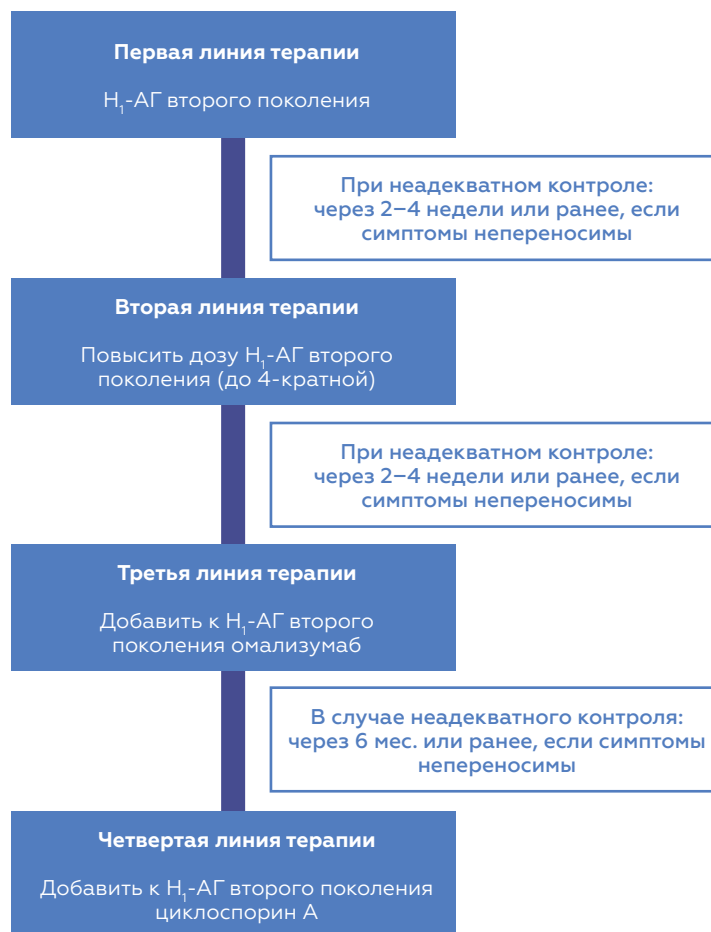 Первая линия терапии
H₁-АГ второго поколения
При неадекватном контроле:
через 2–4 недели или ранее, если
симптомы непереносимы
Вторая линия терапии
Повысить дозу H₁-АГ второго
поколения (до 4-кратной)
При неадекватном контроле:
через 2–4 недели или ранее, если
симптомы непереносимы
Третья линия терапии
Добавить к H₁-АГ второго
поколения омализумаб
В случае неадекватного контроля:
через 6 мес. или ранее, если симптомы
непереносимы
Четвертая линия терапии
Добавить к H₁-АГ второго поколения
циклоспорин А